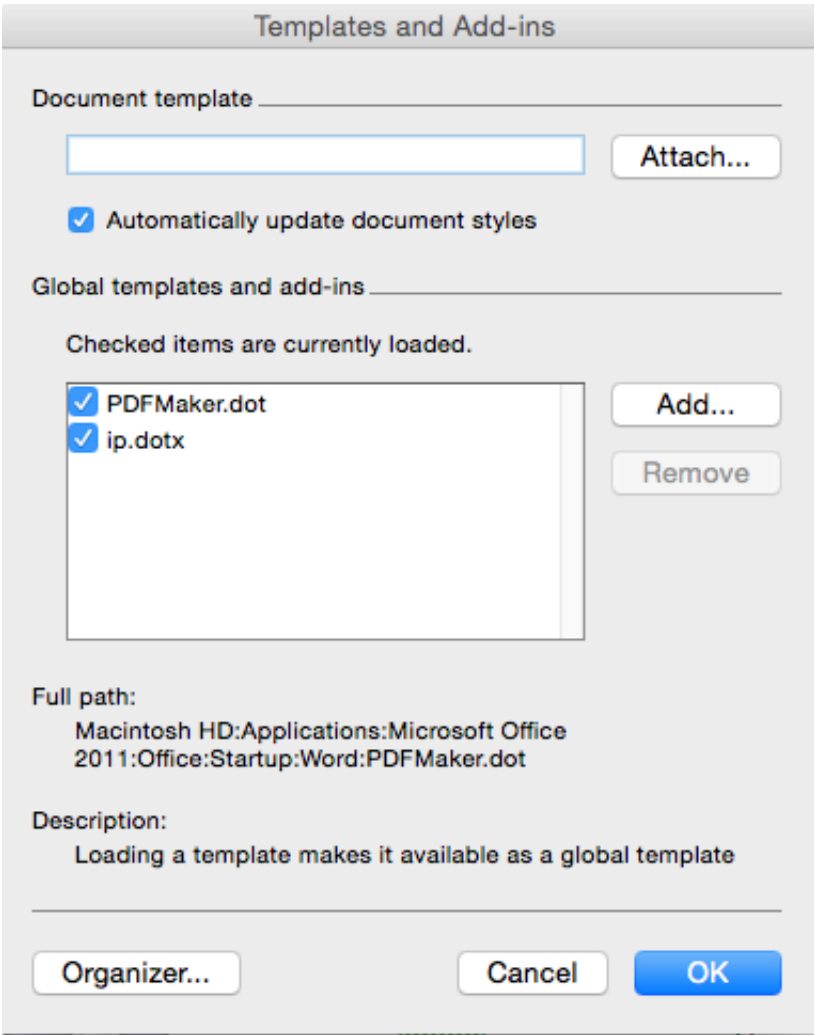 Templates and Add-ins
Document template
Attach...
Automatically update document styles
Global templates and add-ins
Checked items are currently loaded.
PDFMaker.dot
Add...
ip.dotx
Remove
Full path:
Macintosh HD:Applications:Microsoft Office
2011:Office:Startup:Word:PDFMaker.dot
Description:
Loading a template makes it available as a global template
Organizer...
Cancel
OK